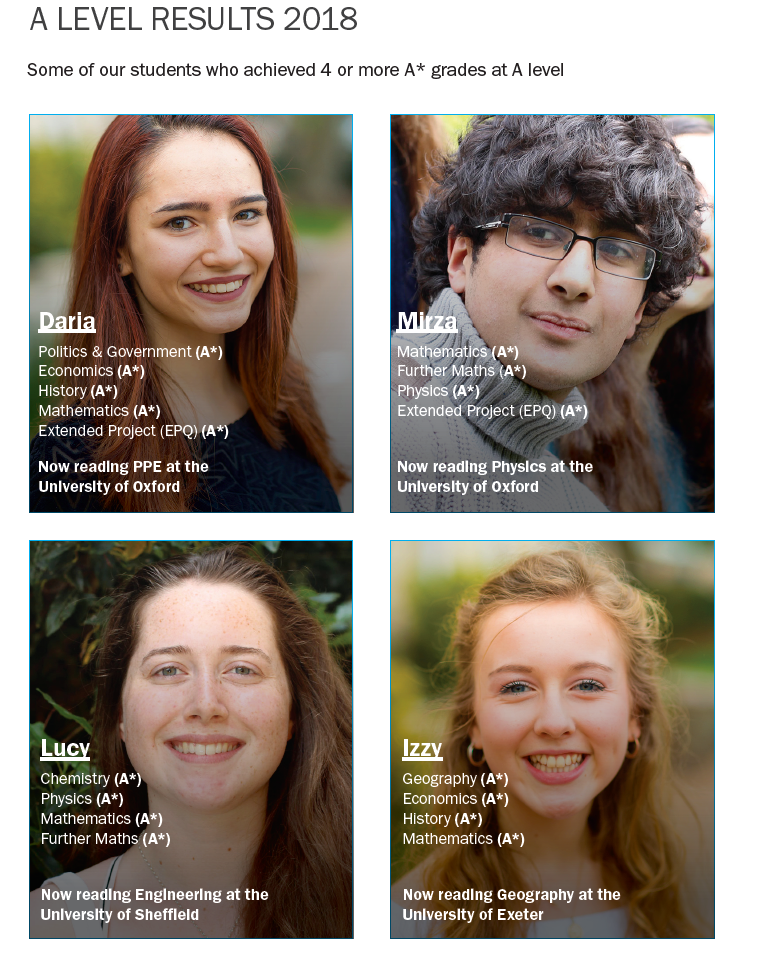 A LEVEL RESULTS 2018
Some of our students who achieved 4 or more A* grades at A level
Daria
Politics & Government (A*)
Economics (A*)
History (A*)
Mathematics (A*)
Extended Project (EPQ) (A*)
Now reading PPE at the
University of Oxford
Mirza
Mathematics (A*)
Further Maths (A*)
Physics (A*)
Extended Project (EPQ) (A*)
Now reading Physics at the
University of Oxford
Lucy
Chemistry (A*)
Physics (A*)
Mathematics (A*)
Further Maths (A*)
Now reading Engineering at the
University of Sheffield
Izzy
Geography (A*)
Economics (A*)
History (A*)
Mathematics (A*)
Now reading Geography at the
University of Exeter